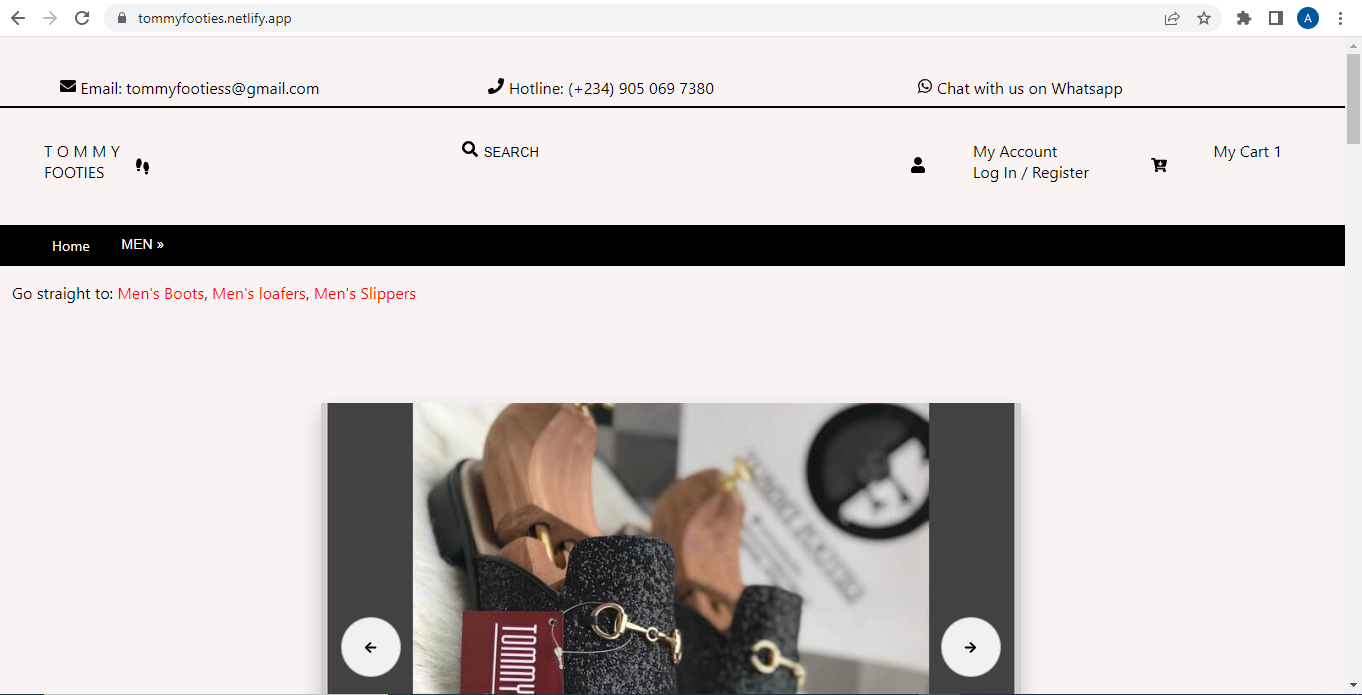 tommyfooties.netlify.app
A
Email: tommyfootiess@gmail.com
Hotline: (+234) 905 069 7380
Chat with us on Whatsapp
T O M M Y
FOOTIES
SEARCH
My Account
Log In / Register
My Cart 1
Home
MEN »
Go straight to: Men's Boots, Men's loafers, Men's Slippers
TOMMY